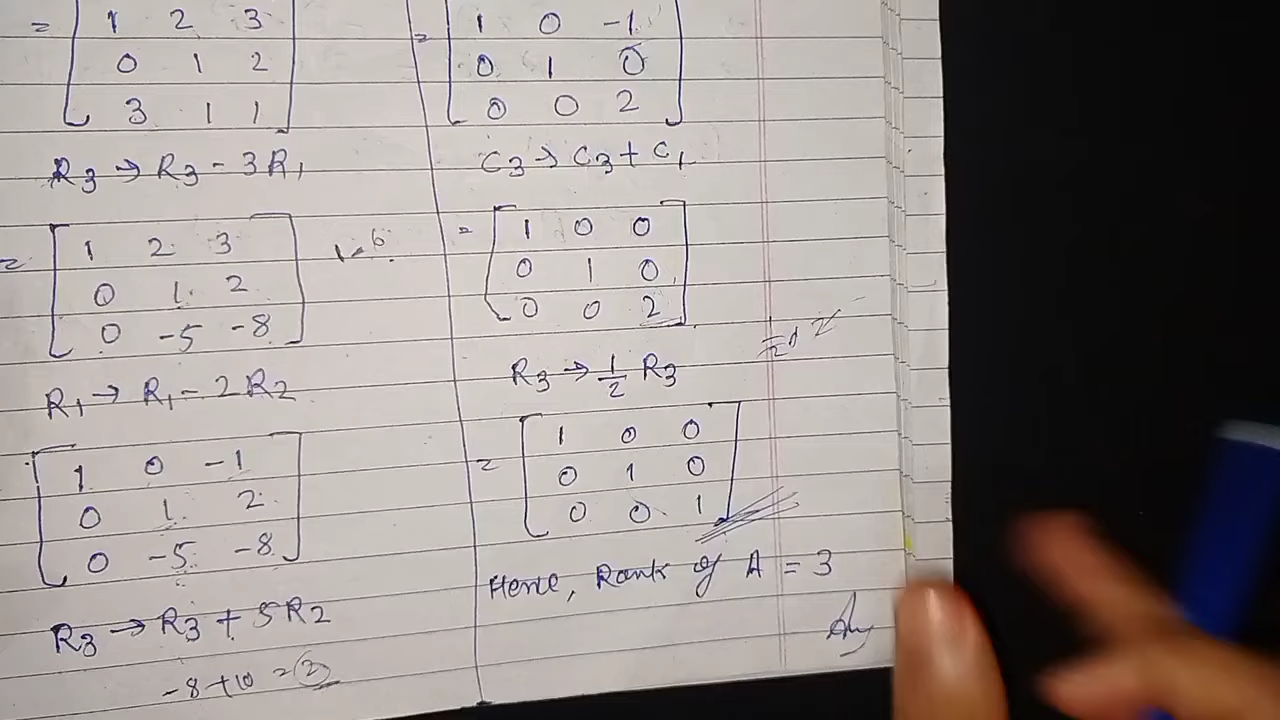 = [ 1 2 3
0 1 2
3 1 1 ]
R3 → R3 - 3R1
= [ 1 2 3
0 1 2
0 -5 -8 ]
1-6
R1 → R1 - 2R2
[ 1 0 -1
0 1 2
0 -5 -8 ]
R3 → R3 + 5R2
-8+10 = 2
= [ 1 0 -1
0 1 0
0 0 2 ]
C3 → C3 + C1
= [ 1 0 0
0 1 0
0 0 2 ]
R3 → 1/2 R3
= [ 1 0 0
0 1 0
0 0 1 ]
Hence, Rank of A = 3